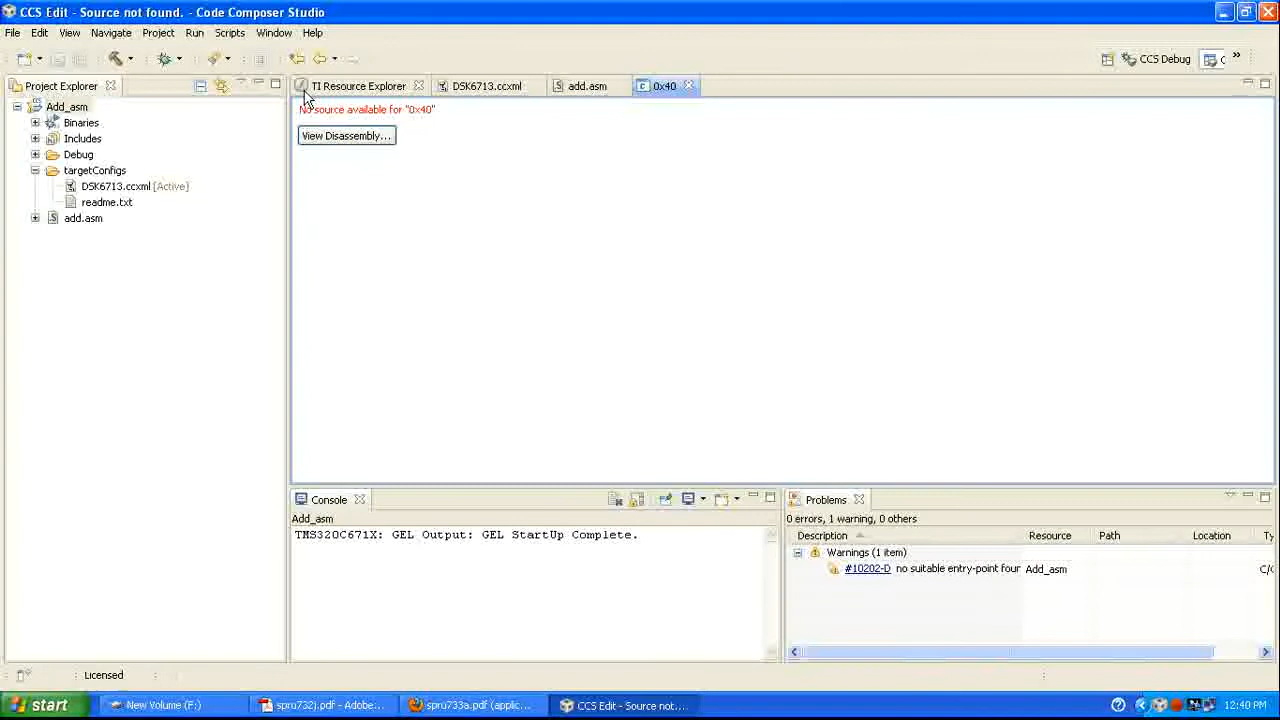 CCS Edit - Source not found. - Code Composer Studio
File Edit View Navigate Project Run Scripts Window Help
CCS Debug
Project Explorer
TI Resource Explorer
DSK6713.ccxml
add.asm
0x40
Add_asm
Binaries
Includes
Debug
targetConfigs
DSK6713.ccxml [Active]
readme.txt
add.asm
No source available for "0x40"
View Disassembly...
Console
Add_asm
TMS320C671X: GEL Output: GEL StartUp Complete.
Problems
0 errors, 1 warning, 0 others
Description Resource Path Location Ty
Warnings (1 item)
#10202-D no suitable entry-point four Add_asm C/C
Licensed
start
New Volume (F:)
spru732j.pdf - Adobe...
spru733a.pdf (applic...
CCS Edit - Source not...
12:40 PM